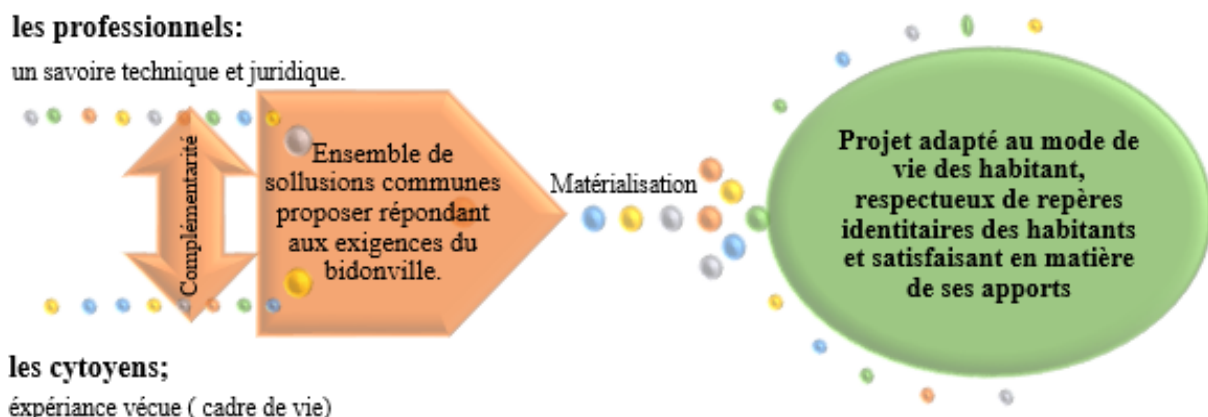 les professionnels:
un savoire technique et juridique.
Complémentarité
Ensemble de
sollusions communes
proposer répondant
aux exigences du
bidonville.
Matérialisation
Projet adapté au mode de
vie des habitant,
respectueux de repères
identitaires des habitants
et satisfaisant en matière
de ses apports
les cytoyens;
éxpériance vécue ( cadre de vie)